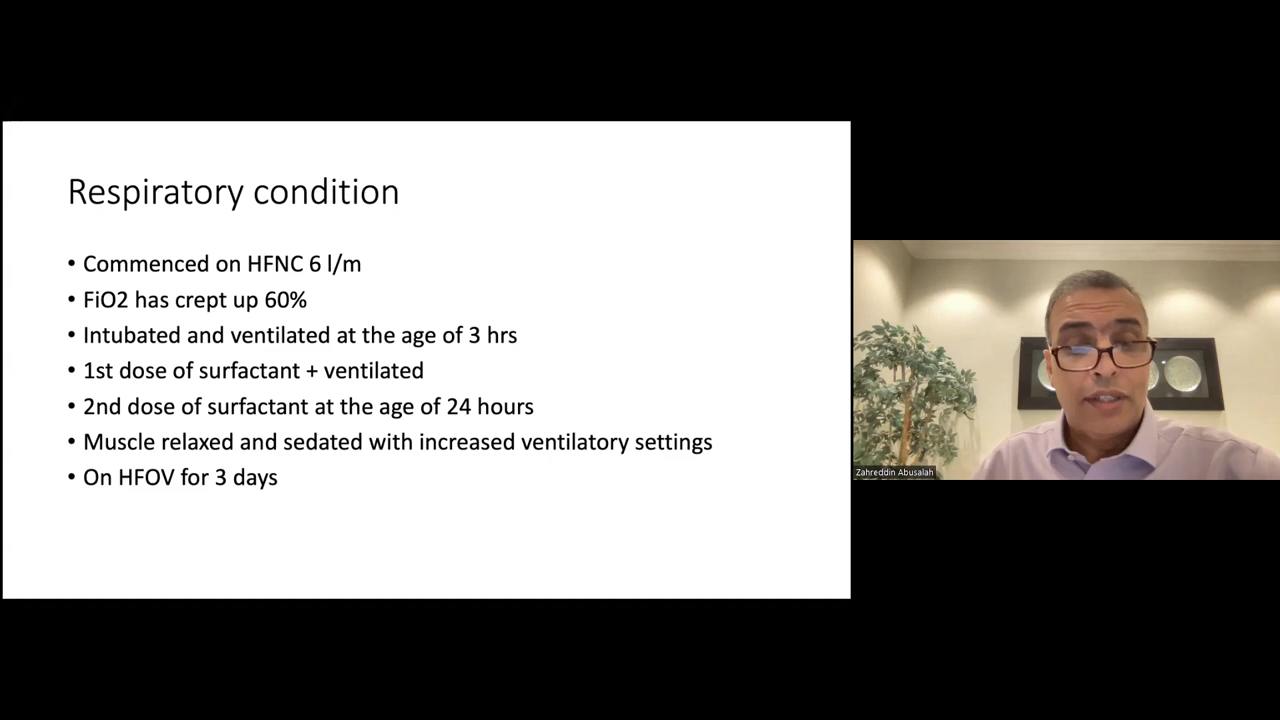 Respiratory condition
• Commenced on HFNC 6 l/m
• FiO2 has crept up 60%
• Intubated and ventilated at the age of 3 hrs
• 1st dose of surfactant + ventilated
• 2nd dose of surfactant at the age of 24 hours
• Muscle relaxed and sedated with increased ventilatory settings
• On HFOV for 3 days
Zahreddin Abusalah